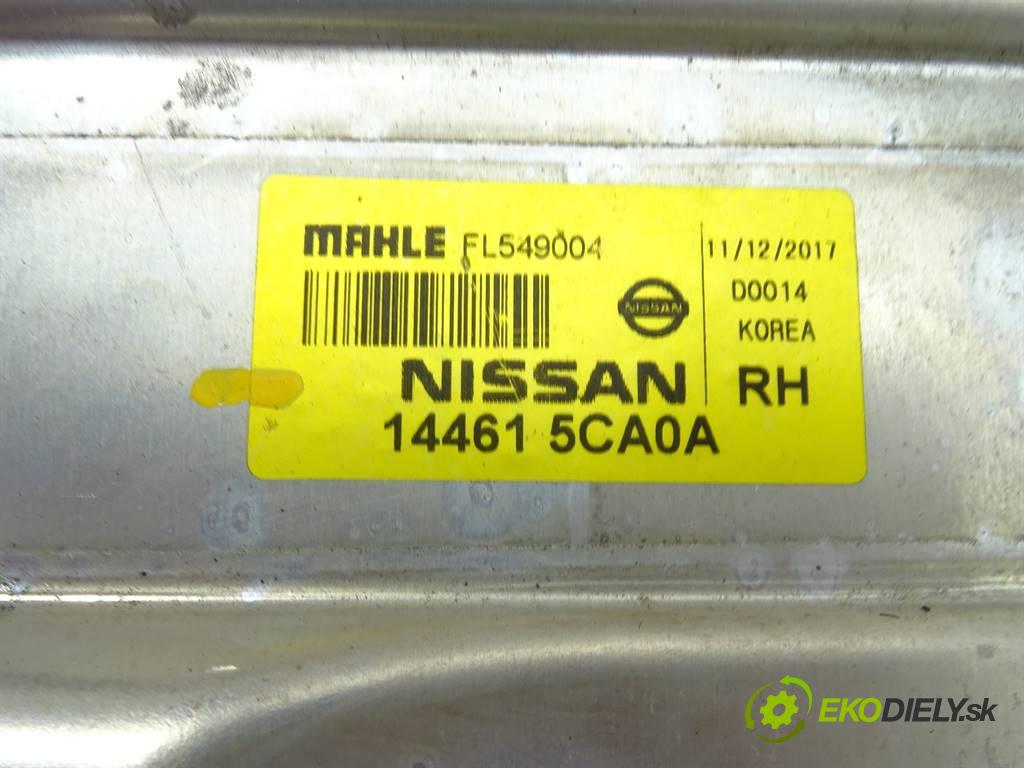 MAHLE FL549004
11/12/2017
NISSAN
D0014
KOREA
NISSAN RH
14461 5CA0A
EKODIELY.sk